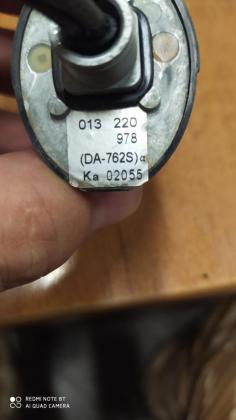 013 220
978
(DA-762S)α
Ka 02055
REDMI NOTE 8T
AI QUAD CAMERA